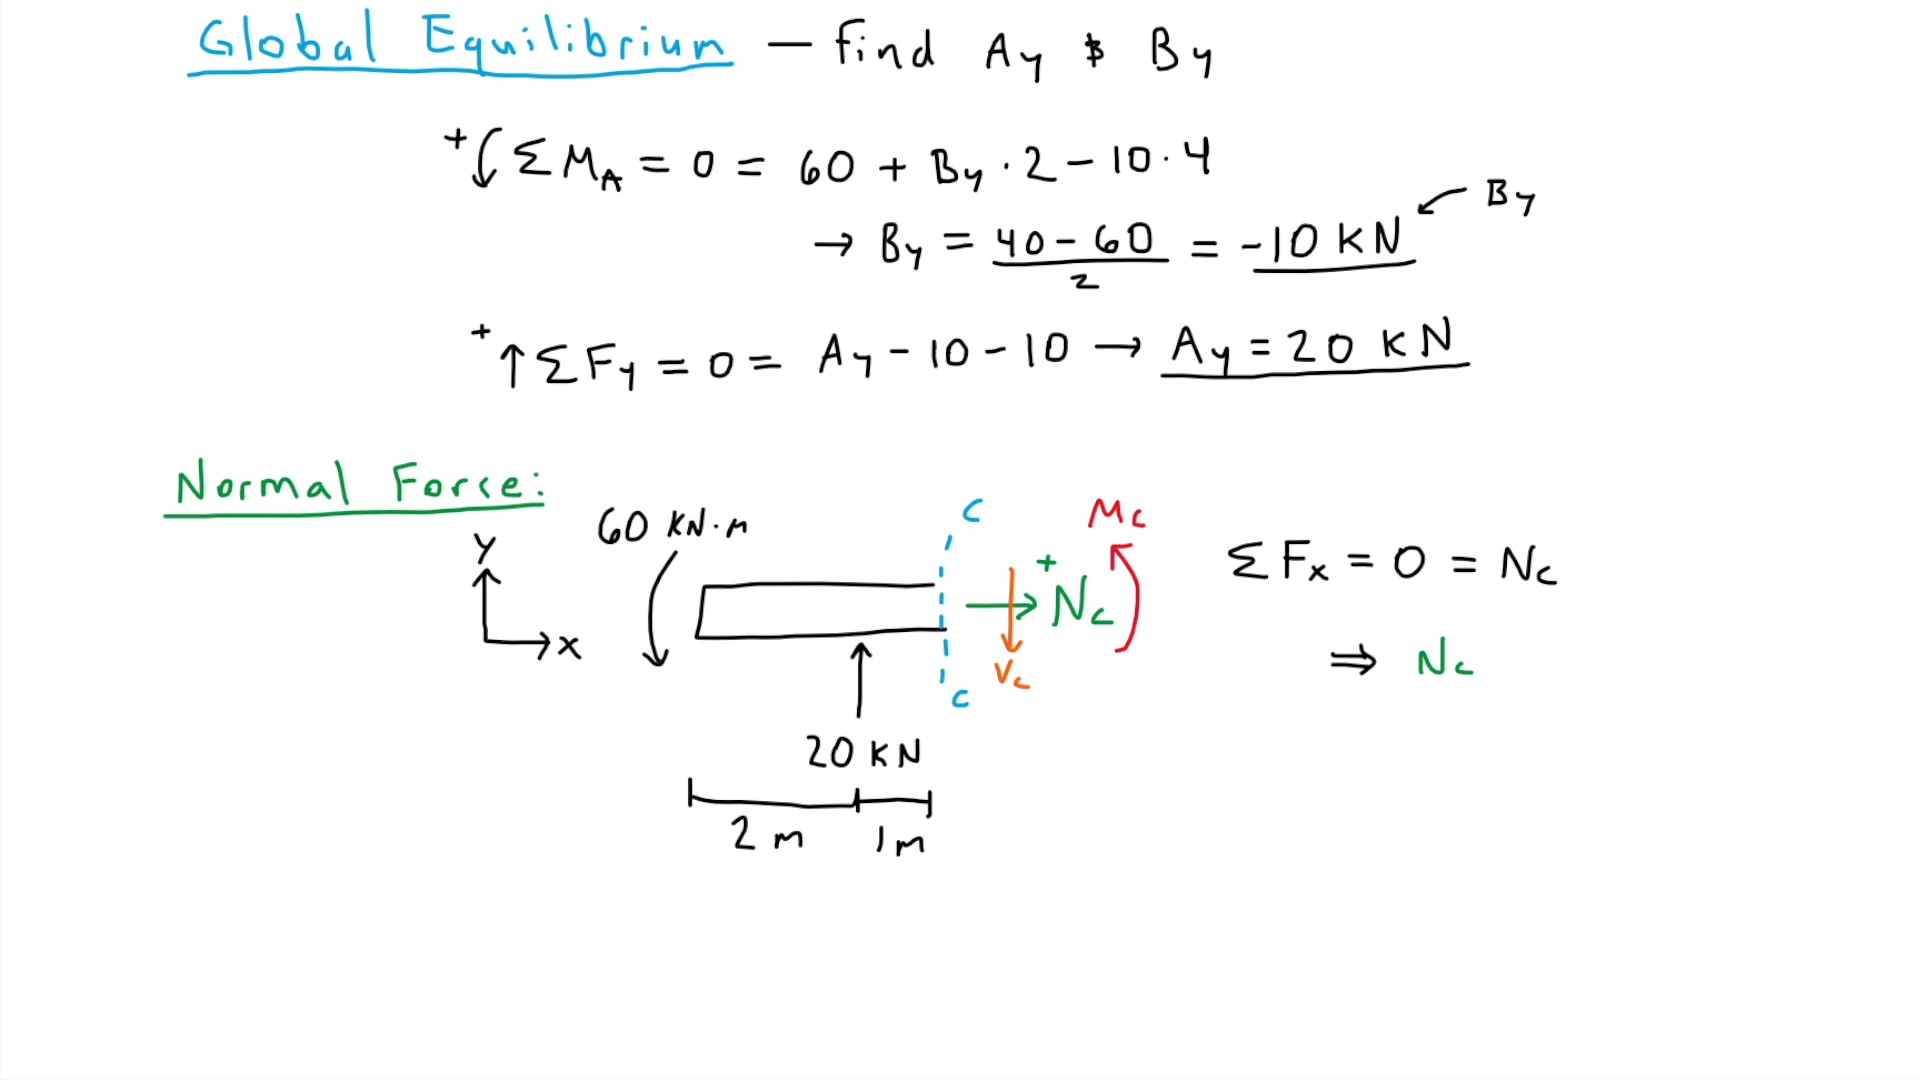 Global Equilibrium – Find Ay & By
+ ΣM_A = 0 = 60 + By · 2 – 10 · 4
→ By = (40 – 60)/2 = –10 kN ← By
+ ↑ ΣFy = 0 = Ay – 10 – 10 → Ay = 20 kN
Normal Force:
60 kN·m
C
Mc
y
x
+
Nc
Vc
C
ΣFx = 0 = Nc
⇒ Nc
20 kN
2 m
1 m